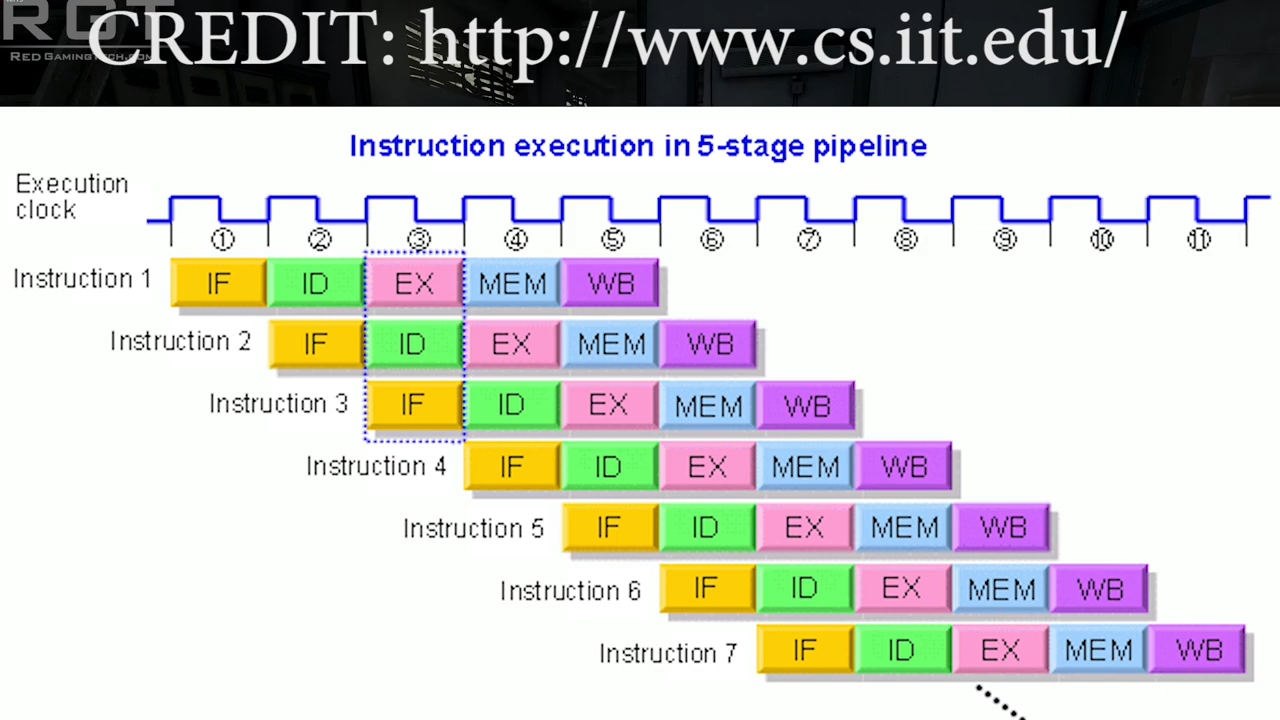 RGT
RedGamingTech.com
CREDIT: http://www.cs.iit.edu/
Instruction execution in 5-stage pipeline
Execution
clock
① ② ③ ④ ⑤ ⑥ ⑦ ⑧ ⑨ ⑩ ⑪
Instruction 1 IF ID EX MEM WB
Instruction 2 IF ID EX MEM WB
Instruction 3 IF ID EX MEM WB
Instruction 4 IF ID EX MEM WB
Instruction 5 IF ID EX MEM WB
Instruction 6 IF ID EX MEM WB
Instruction 7 IF ID EX MEM WB